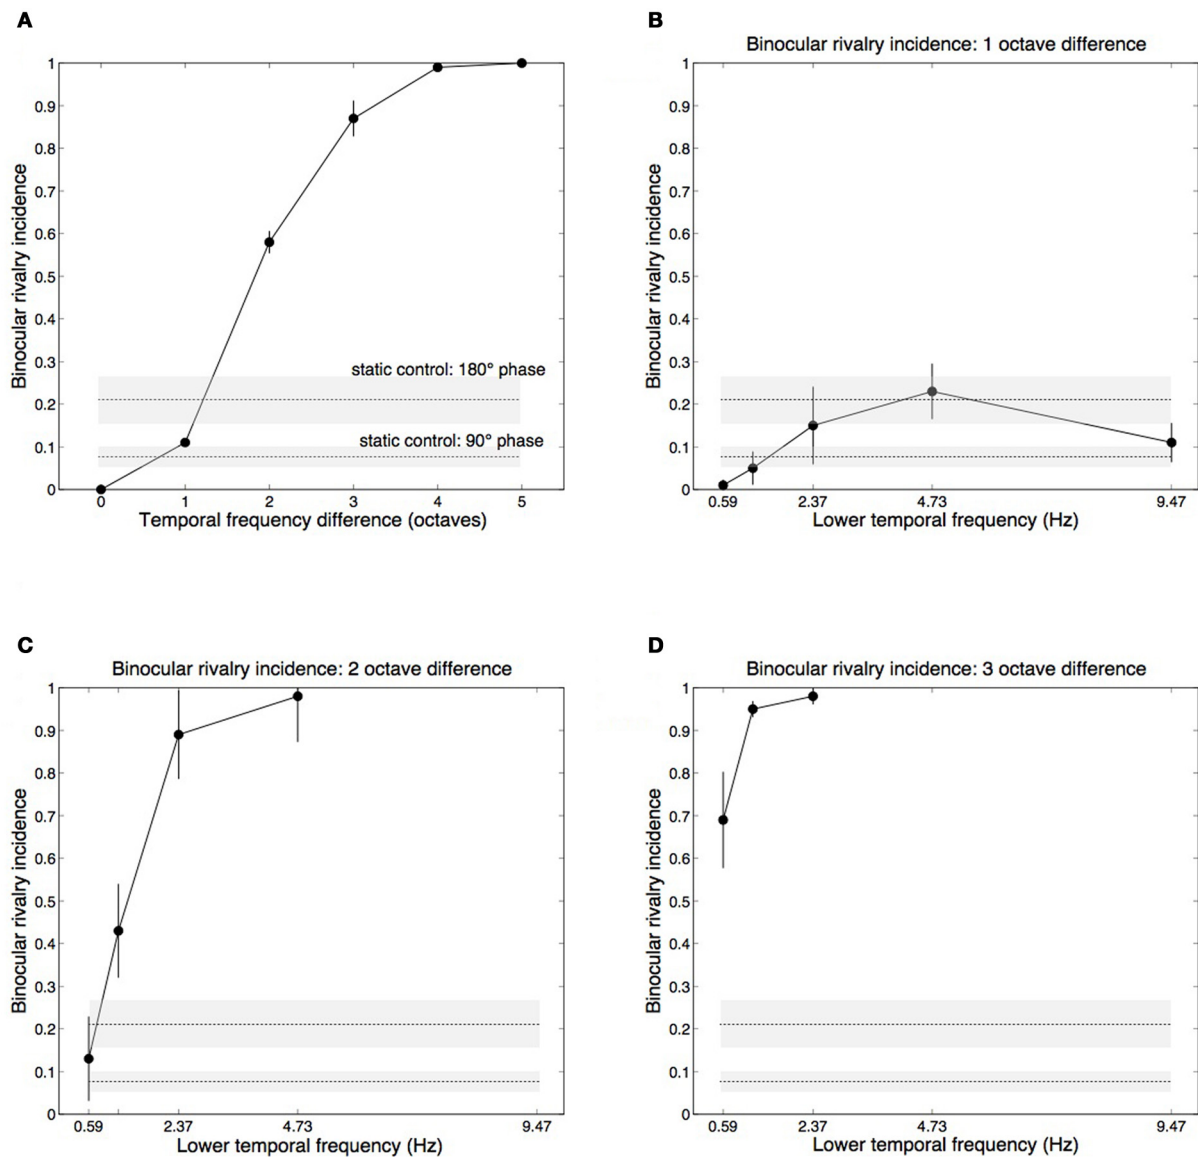 A
Binocular rivalry incidence
1
0.9
0.8
0.7
0.6
0.5
0.4
0.3
0.2
0.1
0
static control: 180° phase
static control: 90° phase
0 1 2 3 4 5
Temporal frequency difference (octaves)
B
Binocular rivalry incidence: 1 octave difference
Binocular rivalry incidence
1
0.9
0.8
0.7
0.6
0.5
0.4
0.3
0.2
0.1
0
0.59 2.37 4.73 9.47
Lower temporal frequency (Hz)
C
Binocular rivalry incidence: 2 octave difference
Binocular rivalry incidence
1
0.9
0.8
0.7
0.6
0.5
0.4
0.3
0.2
0.1
0
0.59 2.37 4.73 9.47
Lower temporal frequency (Hz)
D
Binocular rivalry incidence: 3 octave difference
Binocular rivalry incidence
1
0.9
0.8
0.7
0.6
0.5
0.4
0.3
0.2
0.1
0
0.59 2.37 4.73 9.47
Lower temporal frequency (Hz)